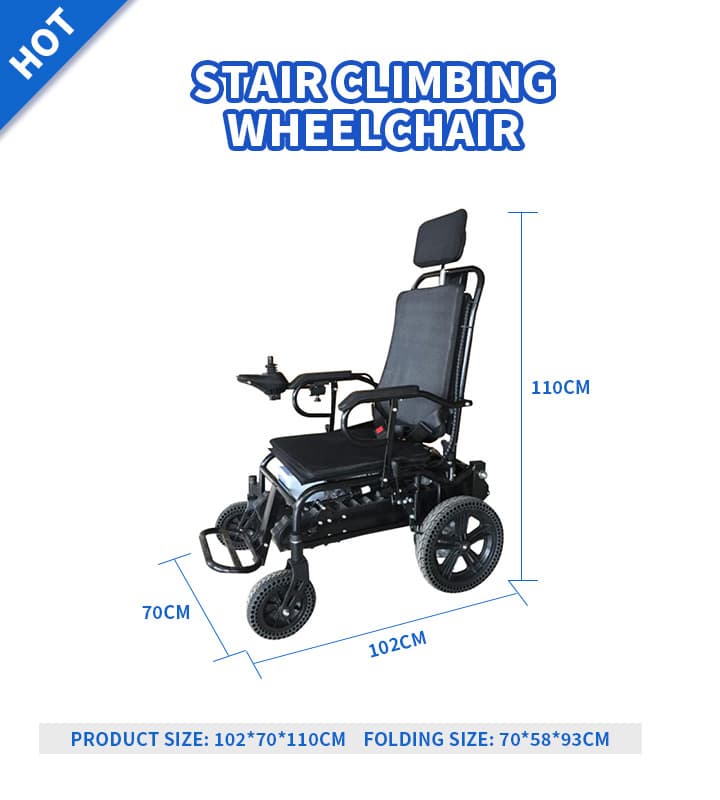 HOT
STAIR CLIMBING
WHEELCHAIR
110CM
70CM
102CM
PRODUCT SIZE: 102*70*110CM FOLDING SIZE: 70*58*93CM